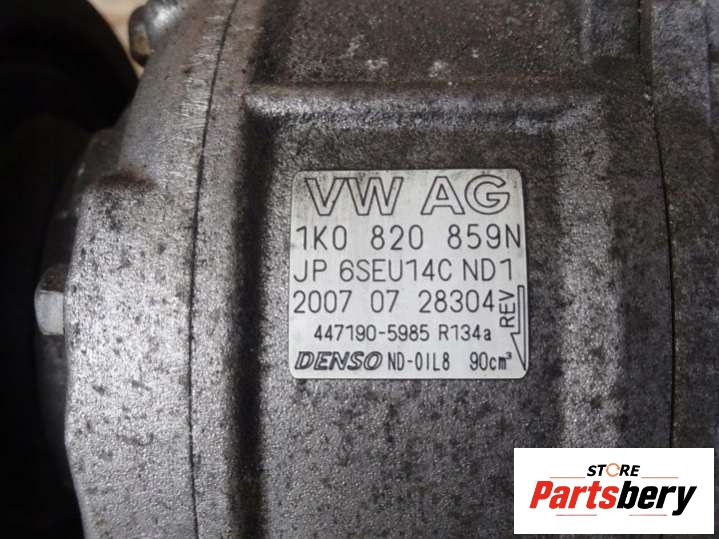 VW AG
1K0 820 859N
JP 6SEU14C ND1
2007 07 28304
REV
447190-5985 R134a
DENSO ND-OIL8 90cm³
STORE
Partsbery